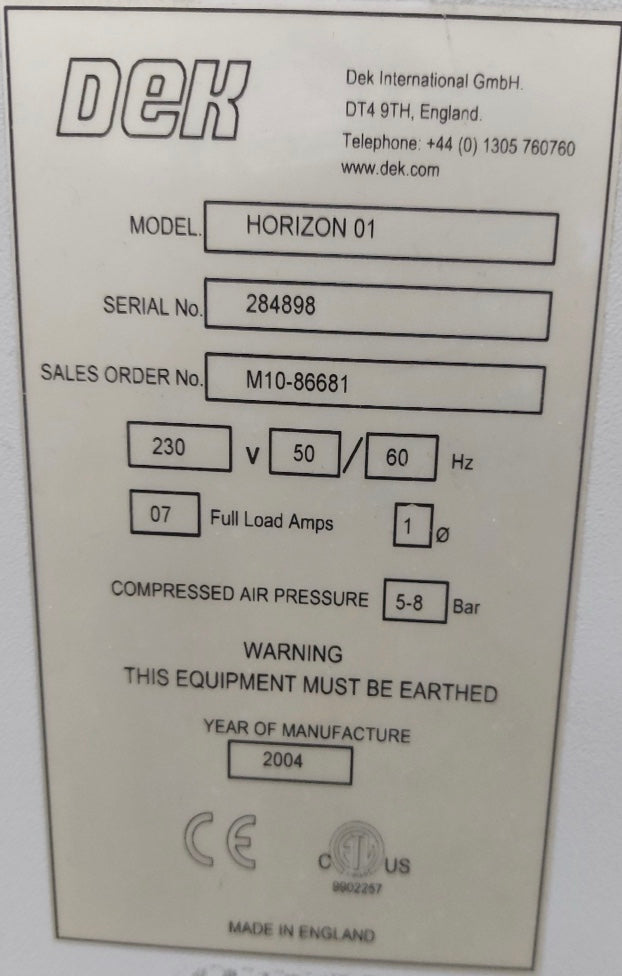 DEK
Dek International GmbH.
DT4 9TH, England.
Telephone: +44 (0) 1305 760760
www.dek.com
MODEL. HORIZON 01
SERIAL No. 284898
SALES ORDER No. M10-86681
230 V 50 / 60 Hz
07 Full Load Amps 1 Ø
COMPRESSED AIR PRESSURE 5-8 Bar
WARNING
THIS EQUIPMENT MUST BE EARTHED
YEAR OF MANUFACTURE
2004
CE C ETL US
9902267
MADE IN ENGLAND